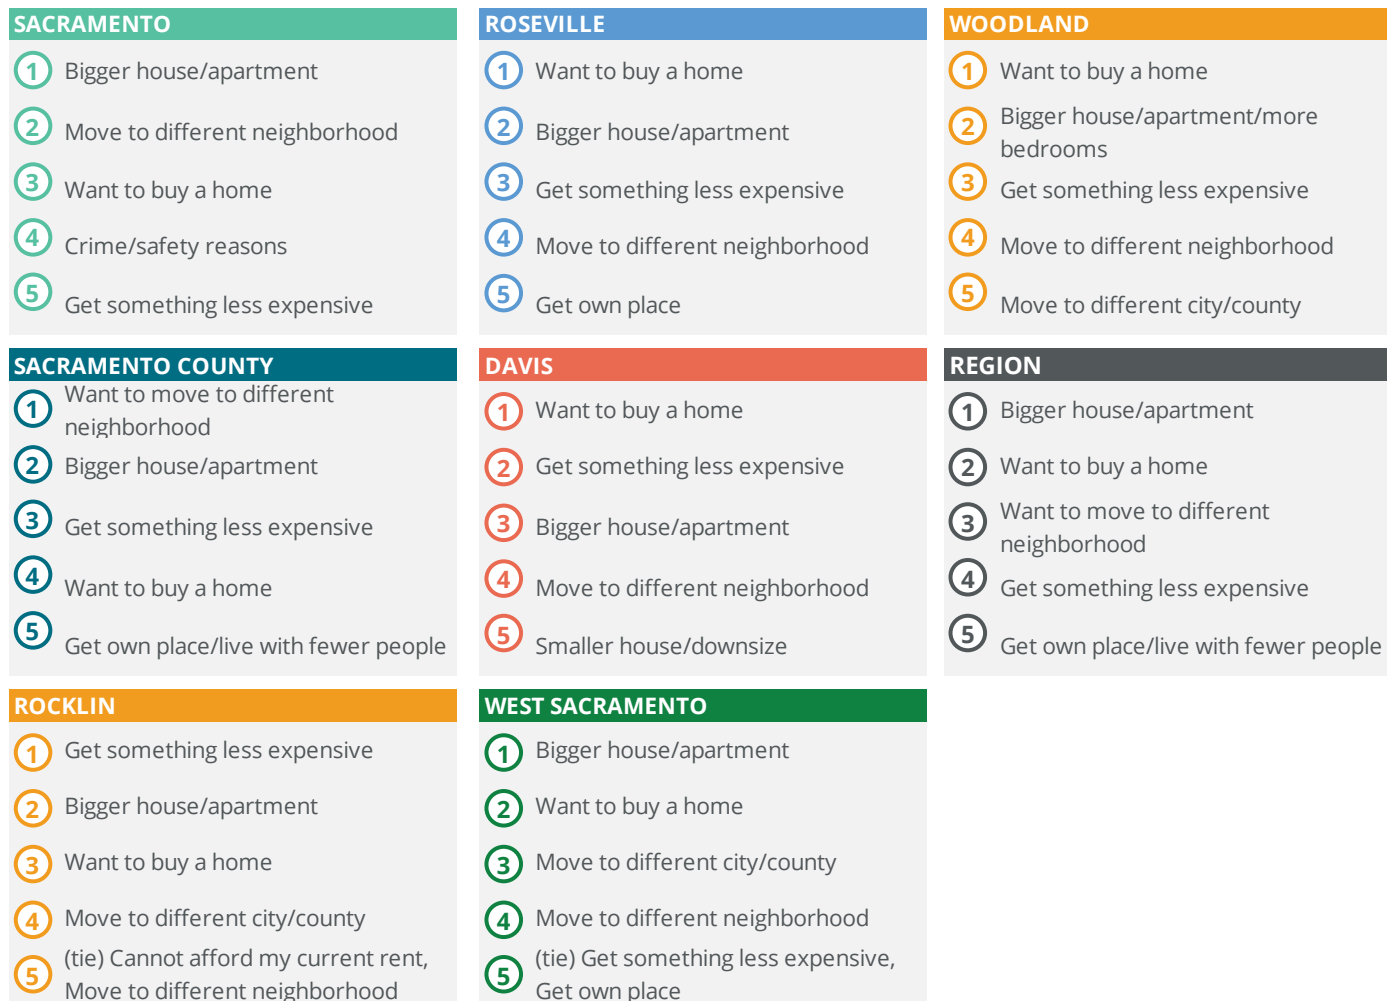 SACRAMENTO
1 Bigger house/apartment
2 Move to different neighborhood
3 Want to buy a home
4 Crime/safety reasons
5 Get something less expensive
ROSEVILLE
1 Want to buy a home
2 Bigger house/apartment
3 Get something less expensive
4 Move to different neighborhood
5 Get own place
WOODLAND
1 Want to buy a home
2 Bigger house/apartment/more
bedrooms
3 Get something less expensive
4 Move to different neighborhood
5 Move to different city/county
SACRAMENTO COUNTY
1 Want to move to different
neighborhood
2 Bigger house/apartment
3 Get something less expensive
4 Want to buy a home
5 Get own place/live with fewer people
DAVIS
1 Want to buy a home
2 Get something less expensive
3 Bigger house/apartment
4 Move to different neighborhood
5 Smaller house/downsize
REGION
1 Bigger house/apartment
2 Want to buy a home
3 Want to move to different
neighborhood
4 Get something less expensive
5 Get own place/live with fewer people
ROCKLIN
1 Get something less expensive
2 Bigger house/apartment
3 Want to buy a home
4 Move to different city/county
5 (tie) Cannot afford my current rent,
Move to different neighborhood
WEST SACRAMENTO
1 Bigger house/apartment
2 Want to buy a home
3 Move to different city/county
4 Move to different neighborhood
5 (tie) Get something less expensive,
Get own place